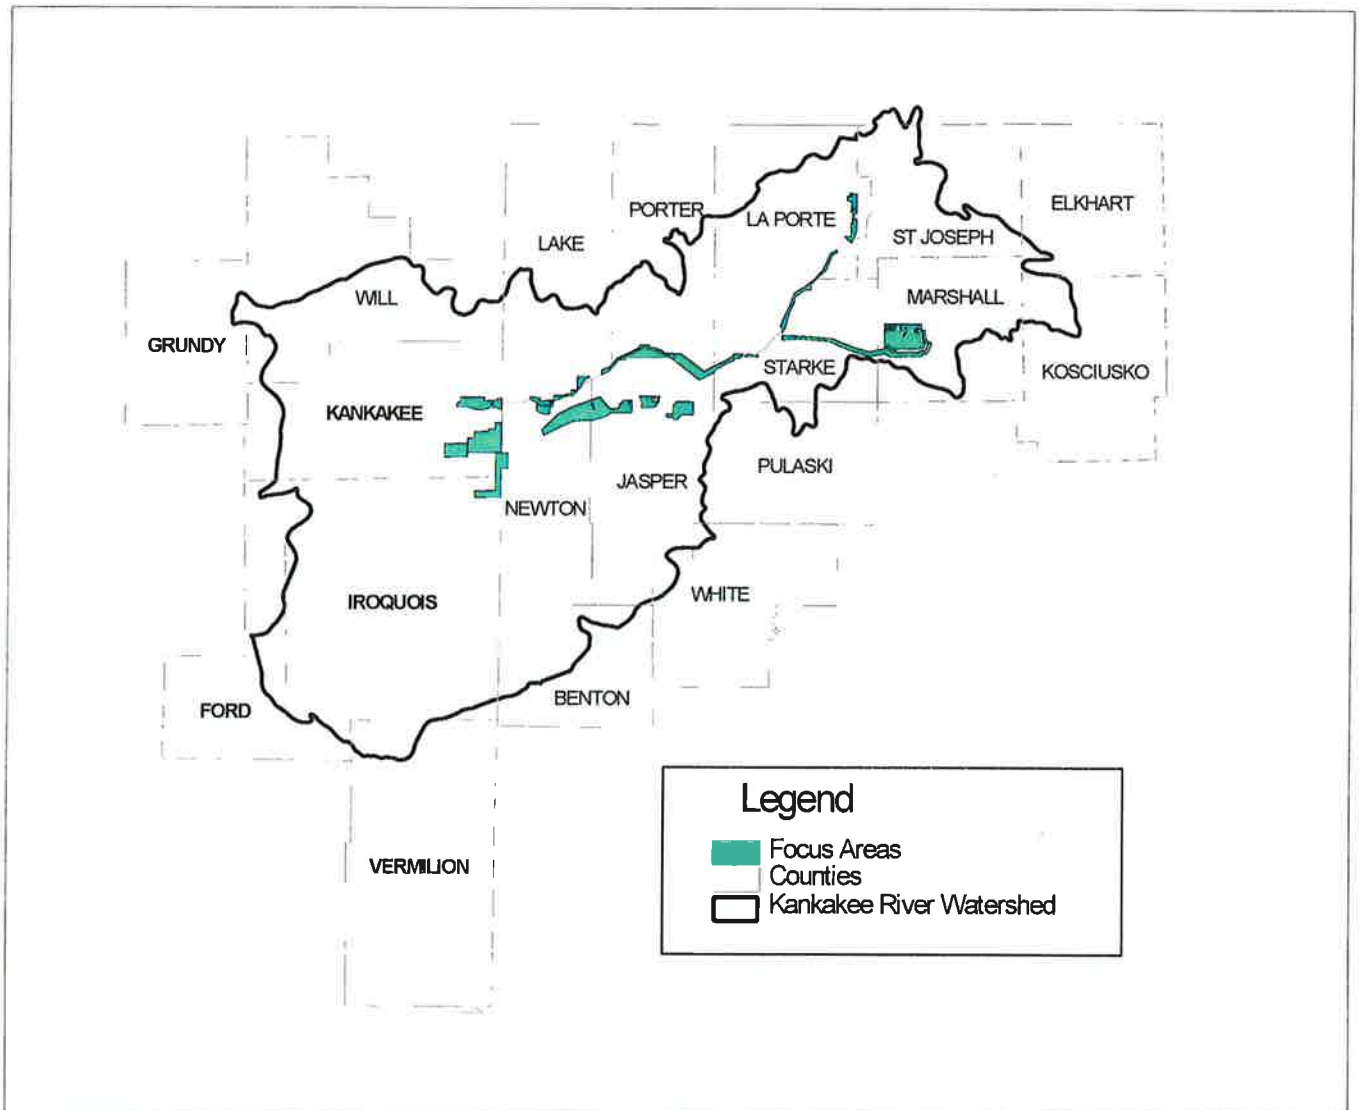 ELKHART
PORTER
LA PORTE
ST JOSEPH
LAKE
WILL
MARSHALL
GRUNDY
STARKE
KOSCIUSKO
KANKAKEE
PULASKI
JASPER
NEWTON
WHITE
IROQUOIS
BENTON
FORD
Legend
Focus Areas
Counties
Kankakee River Watershed
VERMILION